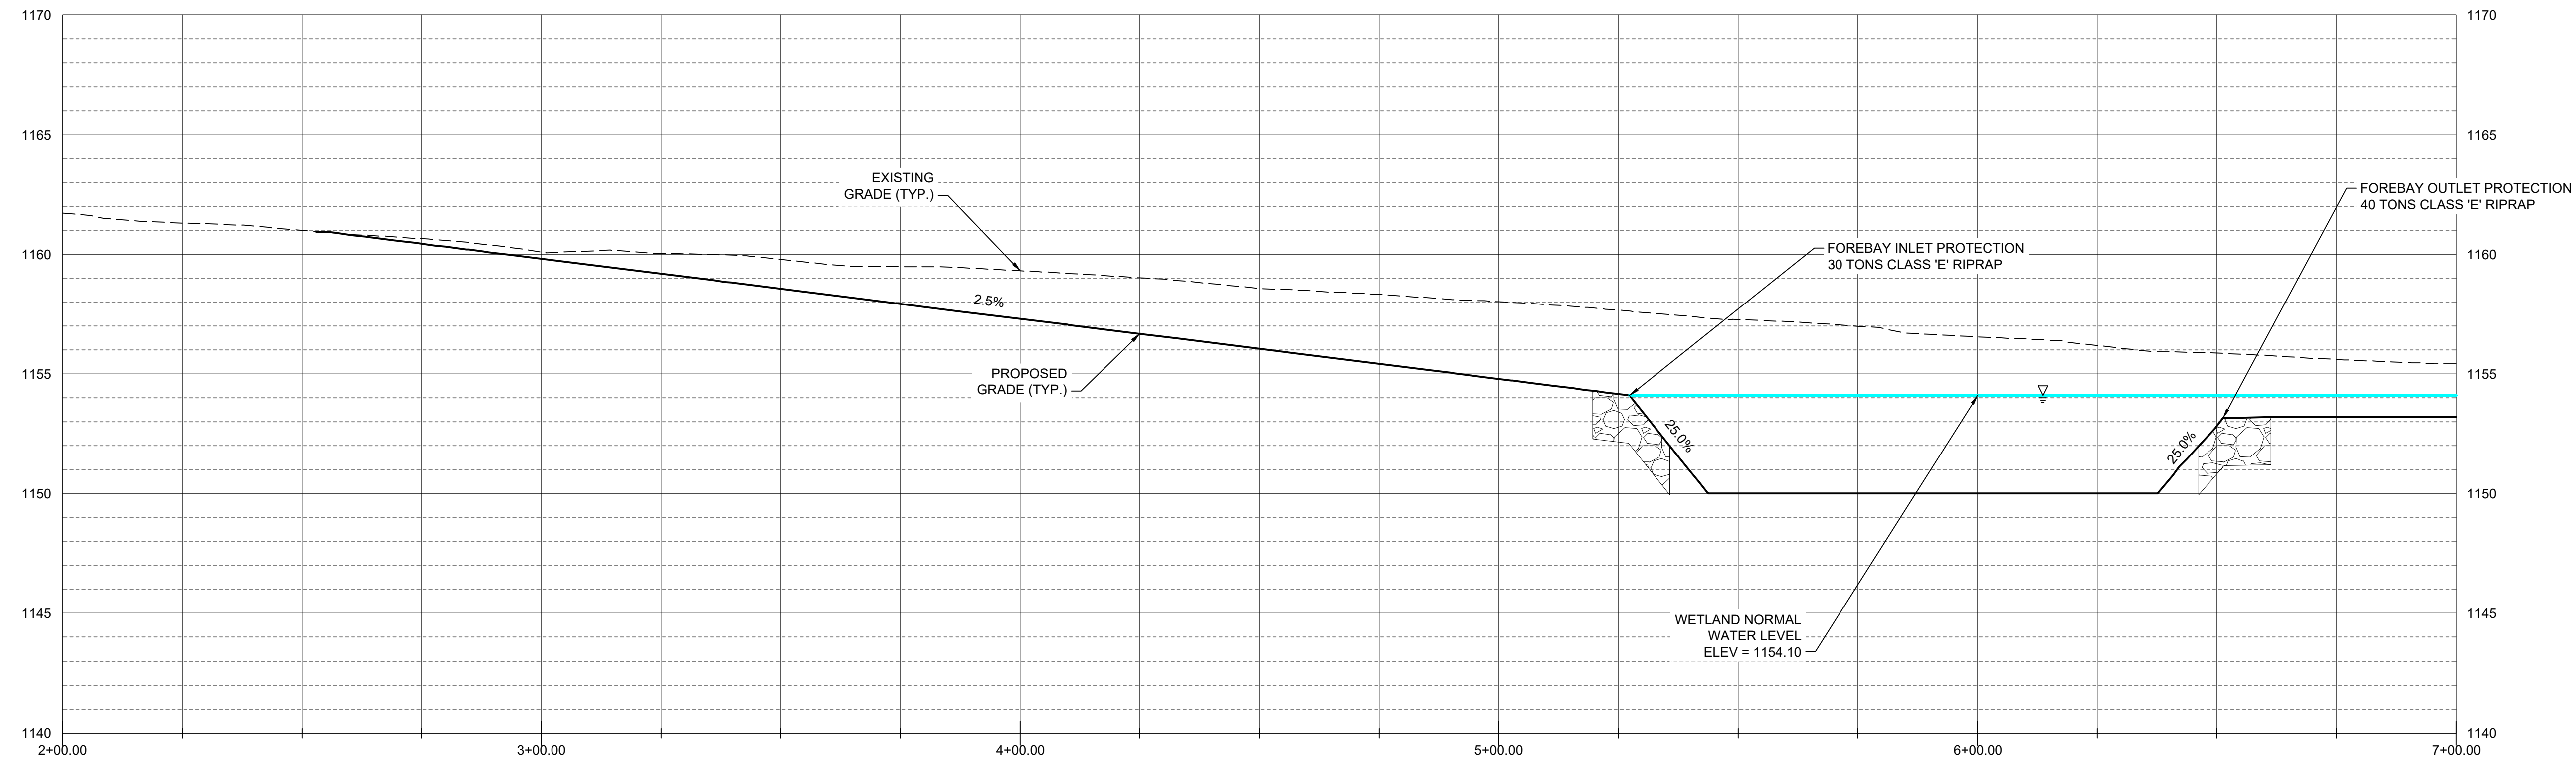 1170
1170
1165
1165
EXISTING
GRADE (TYP.)
FOREBAY OUTLET PROTECTION
40 TONS CLASS 'E' RIPRAP
1160
FOREBAY INLET PROTECTION
30 TONS CLASS 'E' RIPRAP
1160
2.5%
PROPOSED
GRADE (TYP.)
1155
1155
25.0%
25.0%
1150
1150
WETLAND NORMAL
WATER LEVEL
ELEV = 1154.10
1145
1145
1140
1140
2+00.00
3+00.00
4+00.00
5+00.00
6+00.00
7+00.00